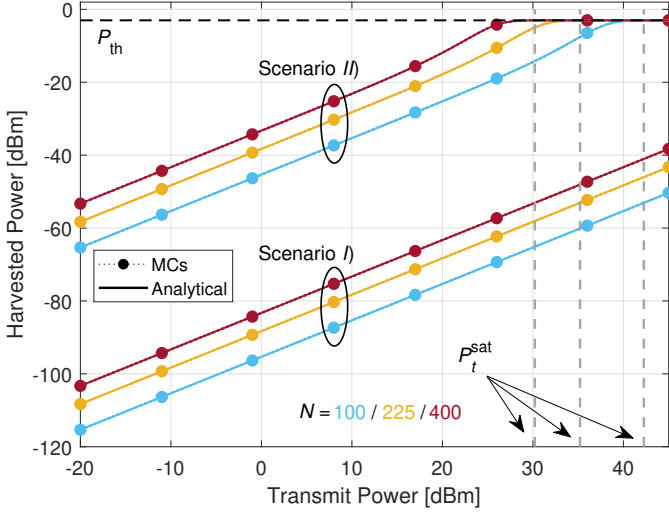 0
-20
-40
-60
-80
-100
-120
P_th
Scenario II)
Scenario I)
MCs
Analytical
P_t^sat
N = 100 / 225 / 400
-20
-10
0
10
20
30
40
Transmit Power [dBm]
Harvested Power [dBm]